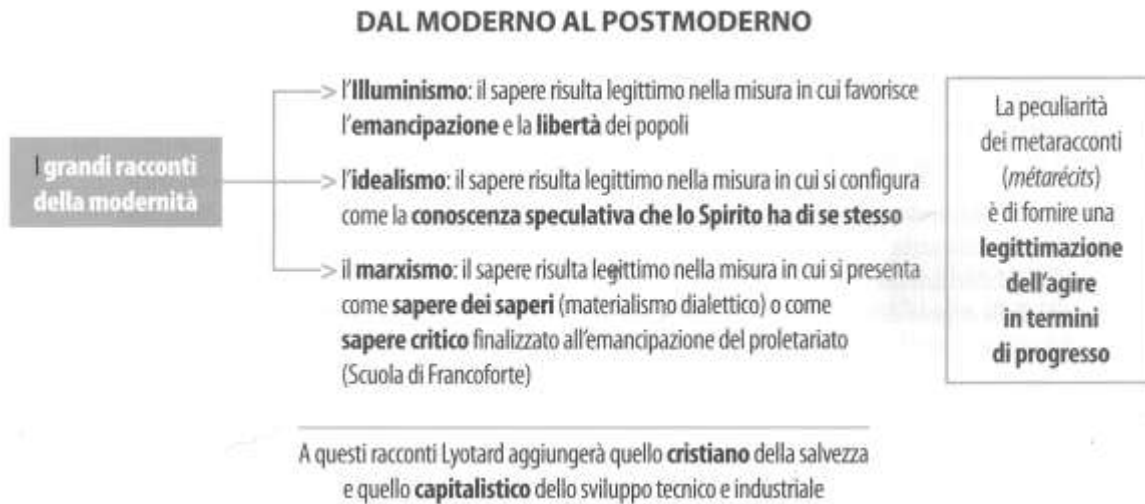 DAL MODERNO AL POSTMODERNO
I grandi racconti
della modernità
> l'Illuminismo: il sapere risulta legittimo nella misura in cui favorisce
l'emancipazione e la libertà dei popoli
> l'idealismo: il sapere risulta legittimo nella misura in cui si configura
come la conoscenza speculativa che lo Spirito ha di se stesso
> il marxismo: il sapere risulta legittimo nella misura in cui si presenta
come sapere dei saperi (materialismo dialettico) o come
sapere critico finalizzato all'emancipazione del proletariato
(Scuola di Francoforte)
La peculiarità
dei metaracconti
(métarécits)
è di fornire una
legittimazione
dell'agire
in termini
di progresso
A questi racconti Lyotard aggiungerà quello cristiano della salvezza
e quello capitalistico dello sviluppo tecnico e industriale